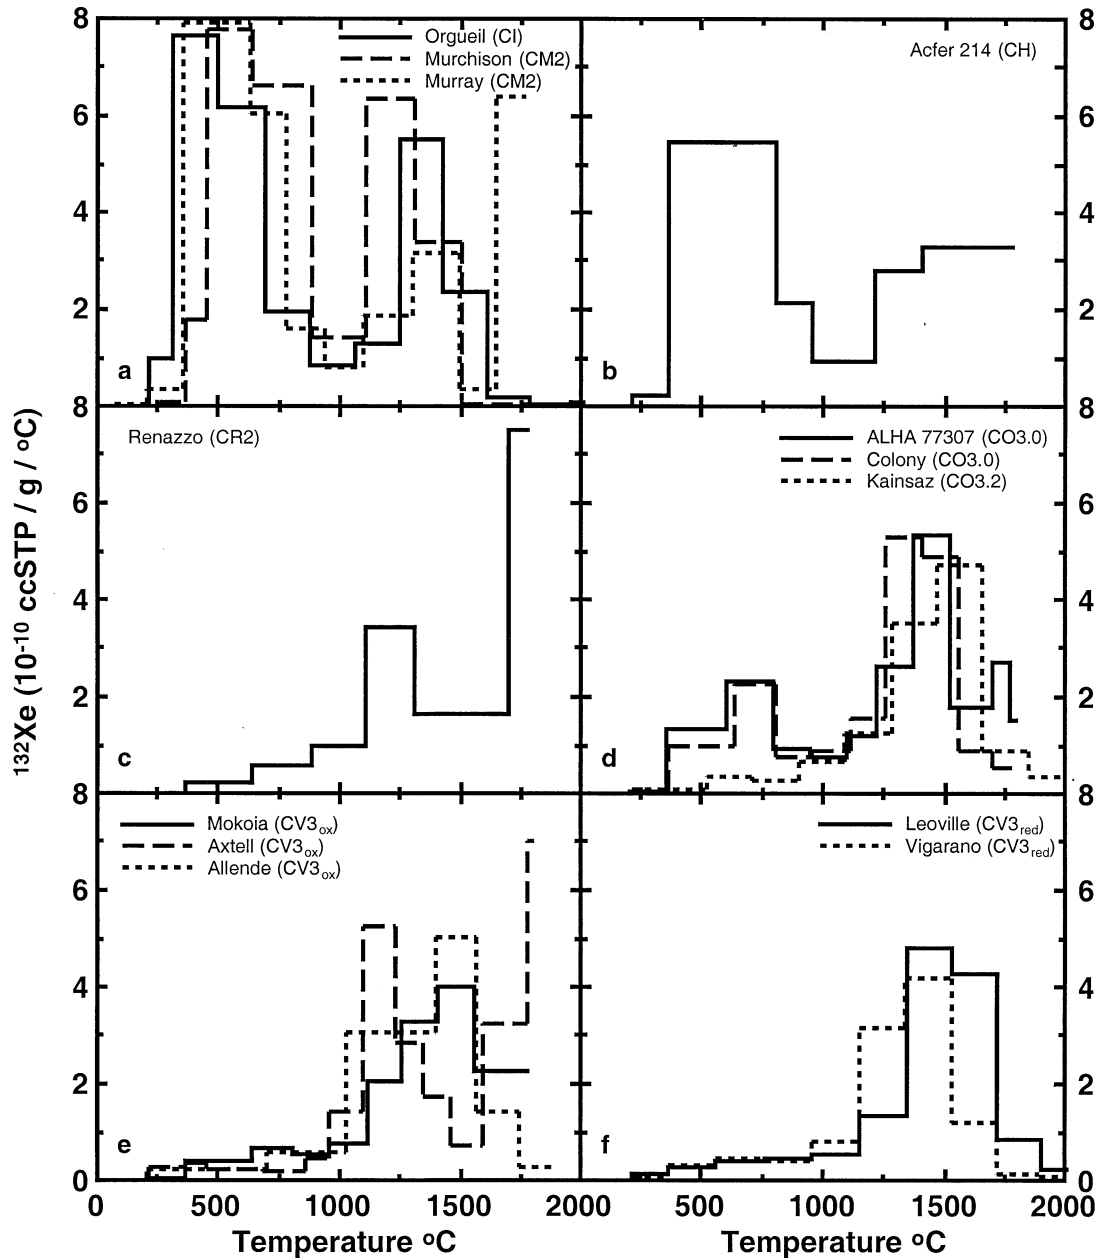 8
8
6
6
4
4
2
2
8
8
Orgueil (CI)
Murchison (CM2)
Murray (CM2)
a
Acfer 214 (CH)
b
6
6
4
4
2
2
8
8
Renazzo (CR2)
c
ALHA 77307 (CO3.0)
Colony (CO3.0)
Kainsaz (CO3.2)
d
¹³²Xe (10⁻¹⁰ ccSTP / g / °C)
6
6
4
4
2
2
0
0
Mokoia (CV3ox)
Axtell (CV3ox)
Allende (CV3ox)
e
Leoville (CV3red)
Vigarano (CV3red)
f
0 500 1000 1500 2000 500 1000 1500 2000
Temperature °C
Temperature °C